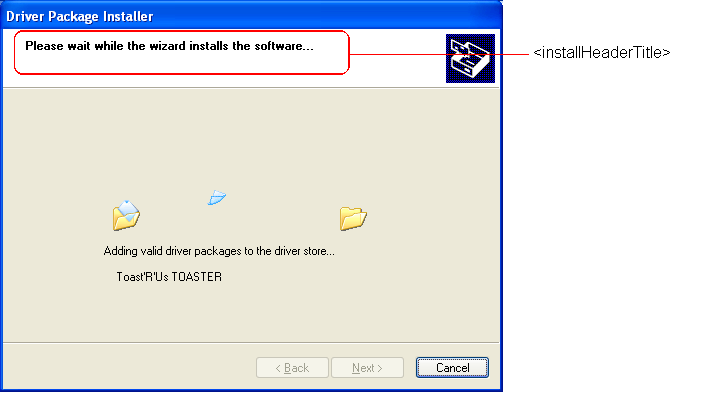 Driver Package Installer
Please wait while the wizard installs the software...
<installHeaderTitle>
Adding valid driver packages to the driver store...
Toast'R'Us TOASTER
< Back
Next >
Cancel